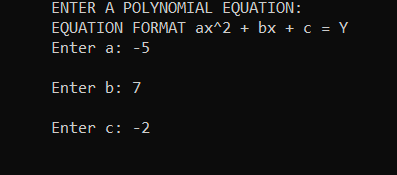 ENTER A POLYNOMIAL EQUATION:
EQUATION FORMAT ax^2 + bx + c = Y
Enter a: -5
Enter b: 7
Enter c: -2